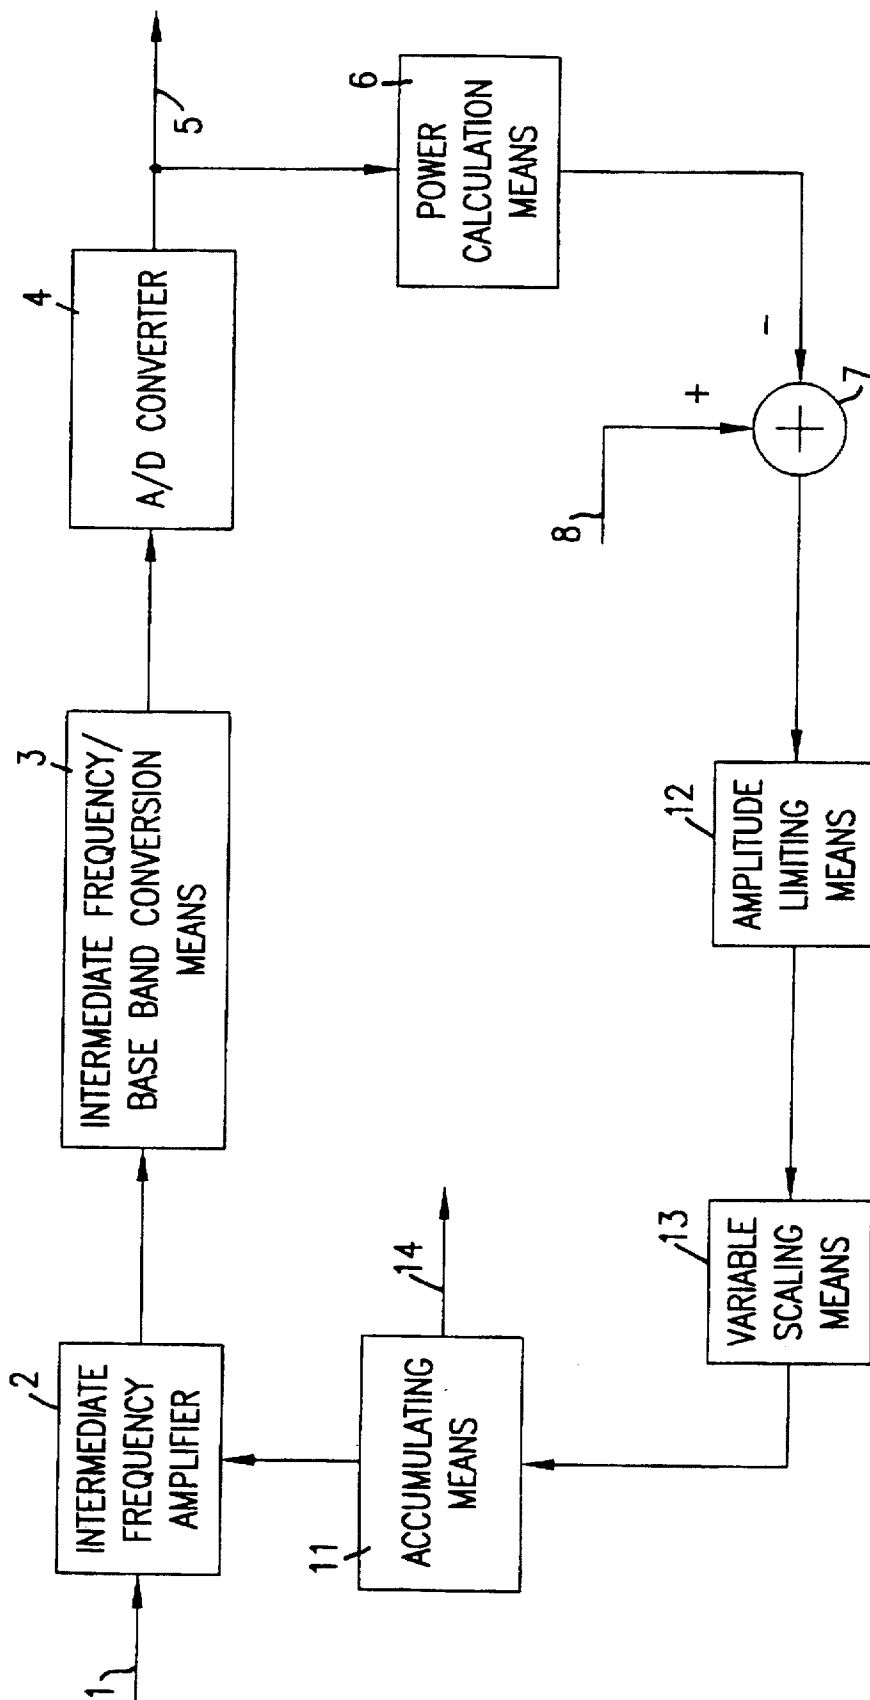 1
2
INTERMEDIATE
FREQUENCY
AMPLIFIER
3
INTERMEDIATE FREQUENCY/
BASE BAND CONVERSION
MEANS
4
A/D CONVERTER
5
6
POWER
CALCULATION
MEANS
-
+
7
8
12
AMPLITUDE
LIMITING
MEANS
13
VARIABLE
SCALING
MEANS
11
ACCUMULATING
MEANS
14